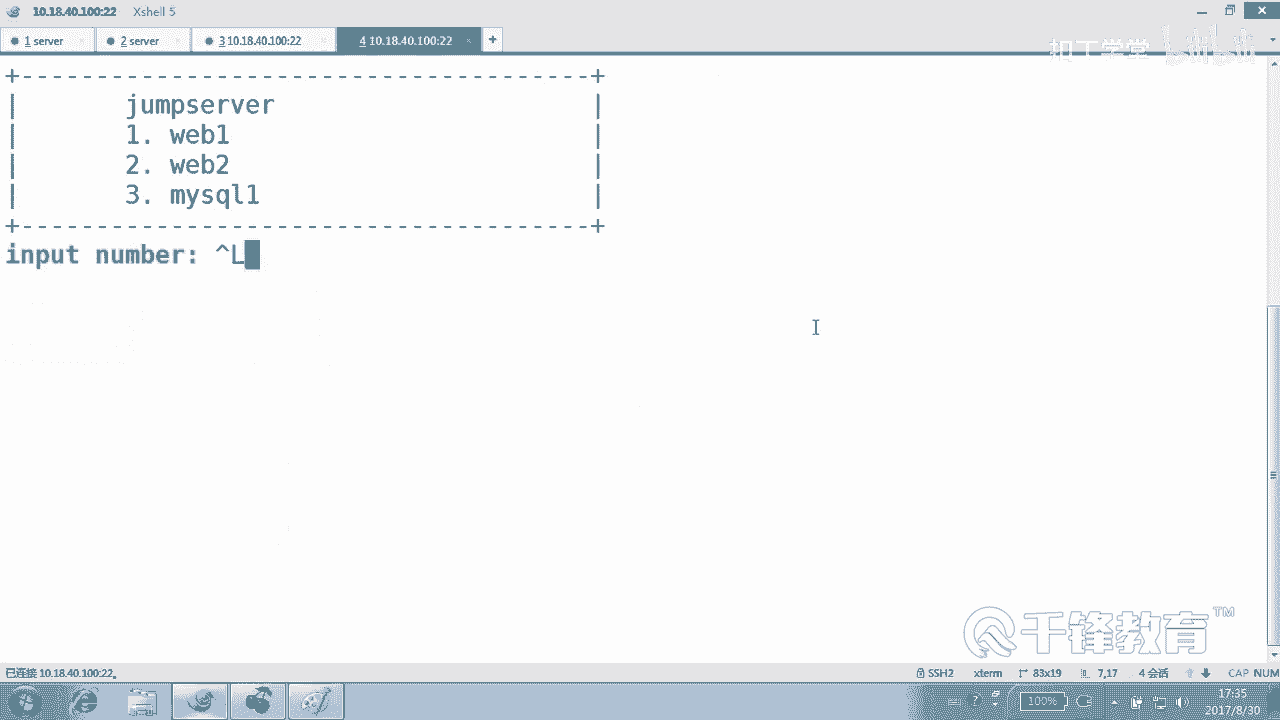 10.18.40.100:22 Xshell 5
1 server 2 server 3 10.18.40.100:22 4 10.18.40.100:22 × +
扣丁学堂 bilibili
+---------------------------------------+
| jumpserver |
| 1. web1 |
| 2. web2 |
| 3. mysql1 |
+---------------------------------------+
input number: ^L
千锋教育™
已连接 10.18.40.100:22。 SSH2 xterm 83x19 7,17 4 会话 CAP NUM
100% 17:35
2017/8/30